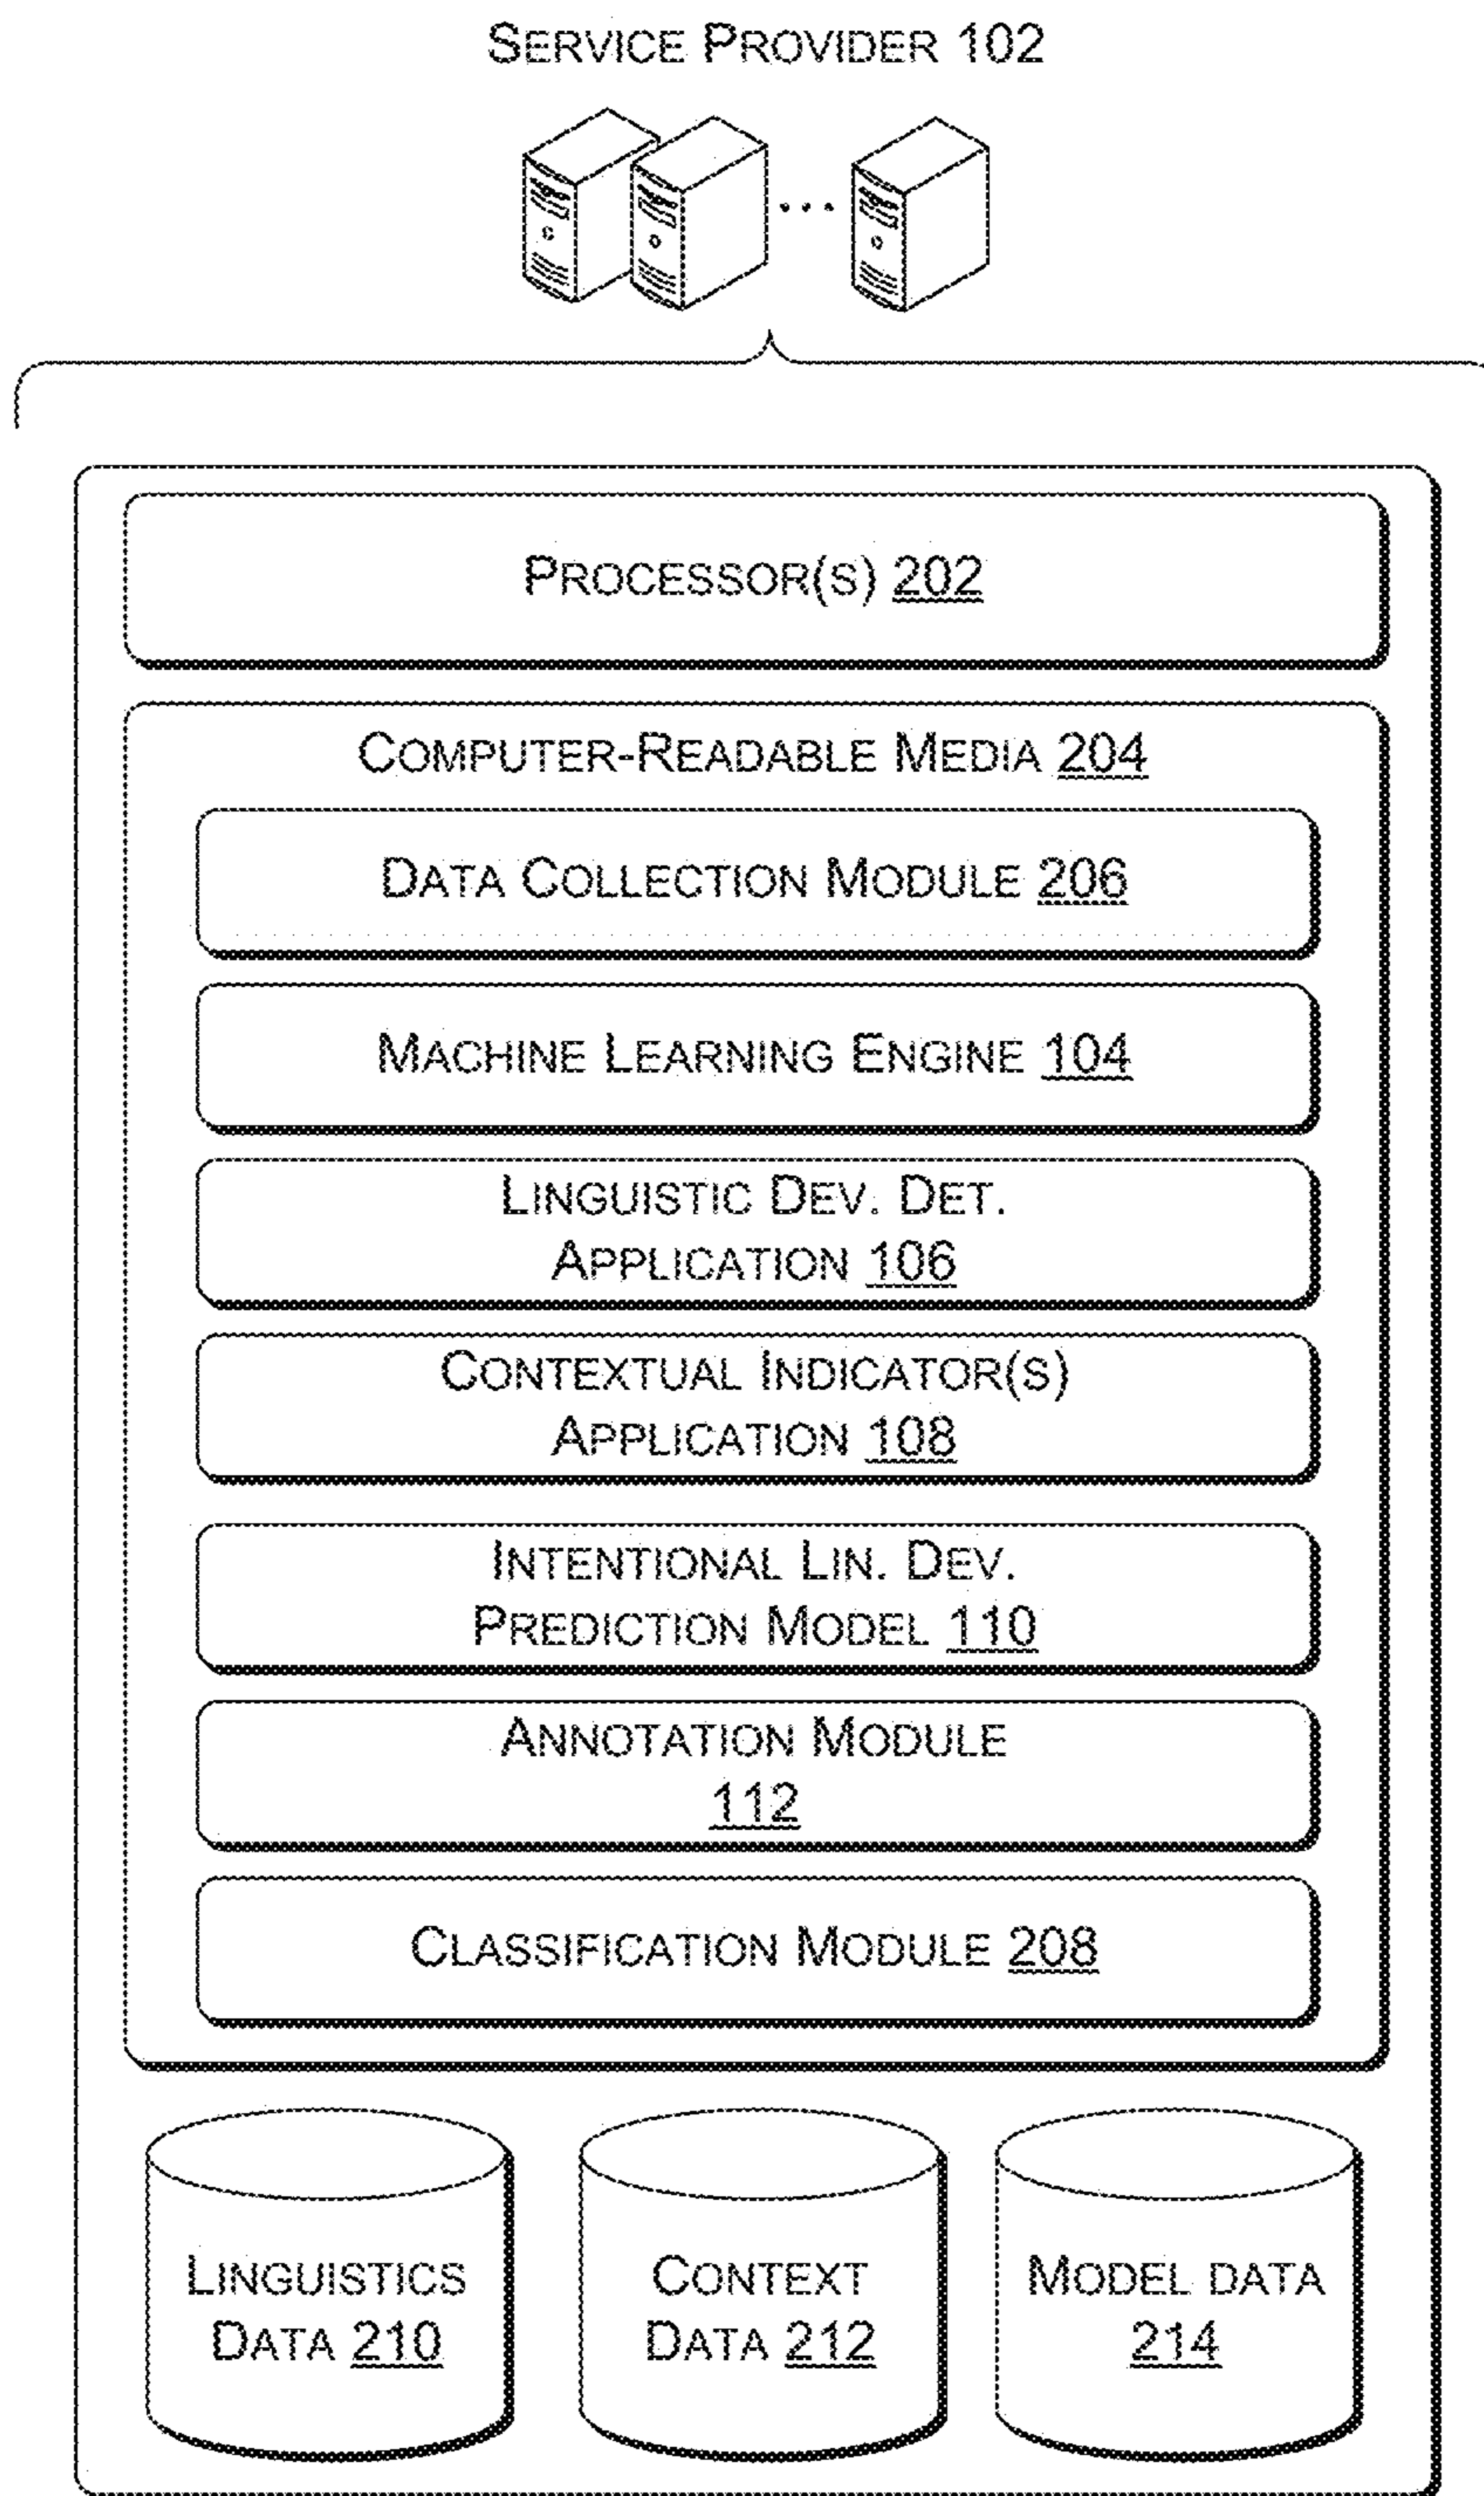 SERVICE PROVIDER 102
PROCESSOR(S) 202
COMPUTER-READABLE MEDIA 204
DATA COLLECTION MODULE 206
MACHINE LEARNING ENGINE 104
LINGUISTIC DEV. DET.
APPLICATION 106
CONTEXTUAL INDICATOR(S)
APPLICATION 108
INTENTIONAL LIN. DEV.
PREDICTION MODEL 110
ANNOTATION MODULE
112
CLASSIFICATION MODULE 208
LINGUISTICS
DATA 210
CONTEXT
DATA 212
MODEL DATA
214